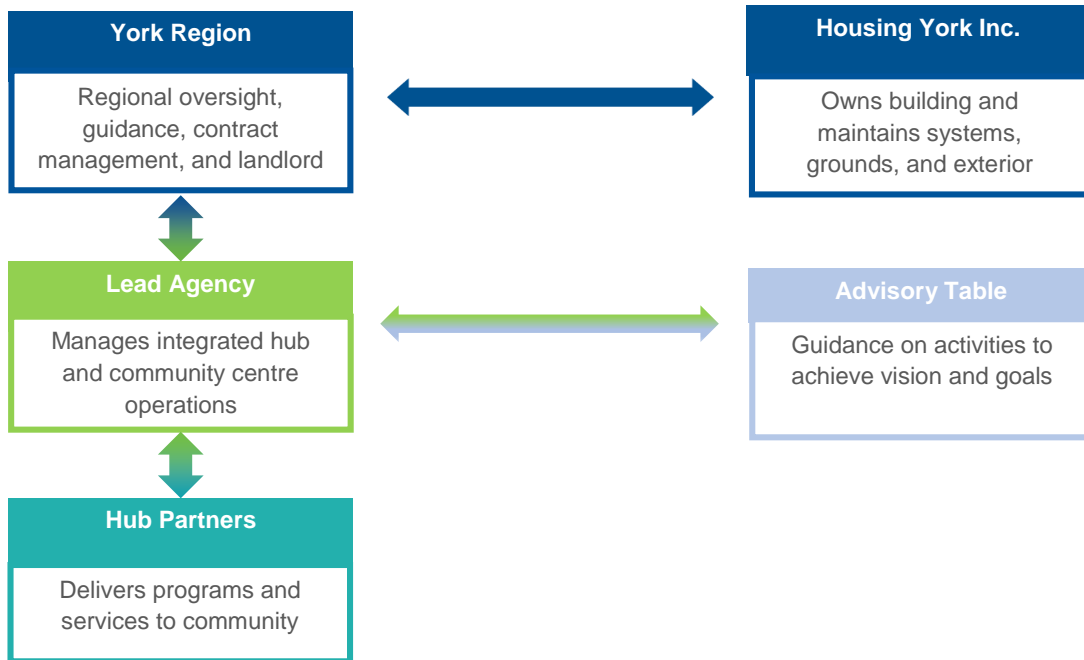 York Region
Regional oversight,
guidance, contract
management, and landlord
Housing York Inc.
Owns building and
maintains systems,
grounds, and exterior
Lead Agency
Manages integrated hub
and community centre
operations
Advisory Table
Guidance on activities to
achieve vision and goals
Hub Partners
Delivers programs and
services to community